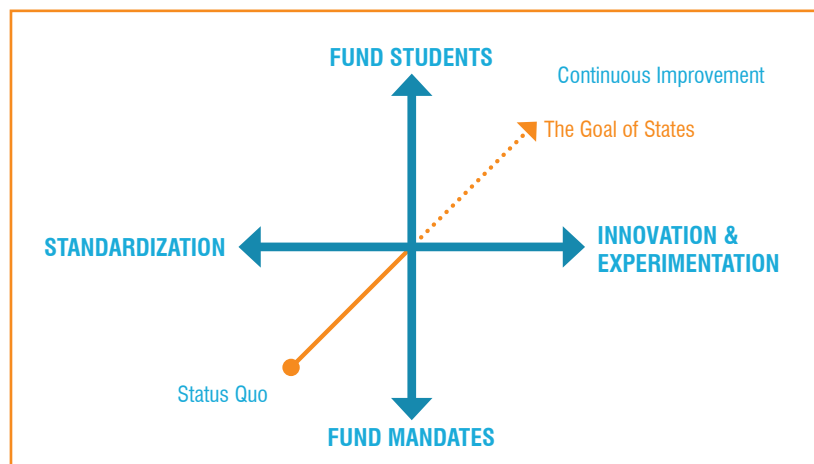 FUND STUDENTS
Continuous Improvement
The Goal of States
STANDARDIZATION
INNOVATION &
EXPERIMENTATION
Status Quo
FUND MANDATES